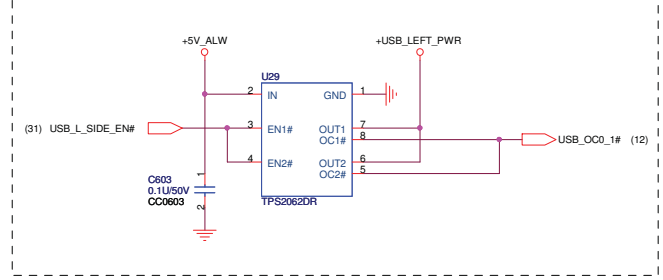 +5V_ALW
+USB_LEFT_PWR
U29
2 IN GND 1
(31) USB_L_SIDE_EN# 3 EN1# OUT1 7
OC1# 8 USB_OC0_1# (12)
4 EN2# OUT2 6
OC2# 5
TPS2062DR
1
C603
0.1U/50V
CC0603
2